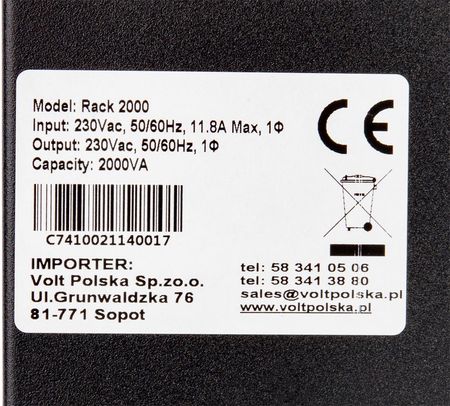 Model: Rack 2000
Input: 230Vac, 50/60Hz, 11.8A Max, 1Φ
Output: 230Vac, 50/60Hz, 1Φ
Capacity: 2000VA
CE
C7410021140017
IMPORTER:
Volt Polska Sp.zo.o.
Ul.Grunwaldzka 76
81-771 Sopot
tel: 58 341 05 06
tel: 58 341 38 80
sales@voltpolska.pl
www.voltpolska.pl